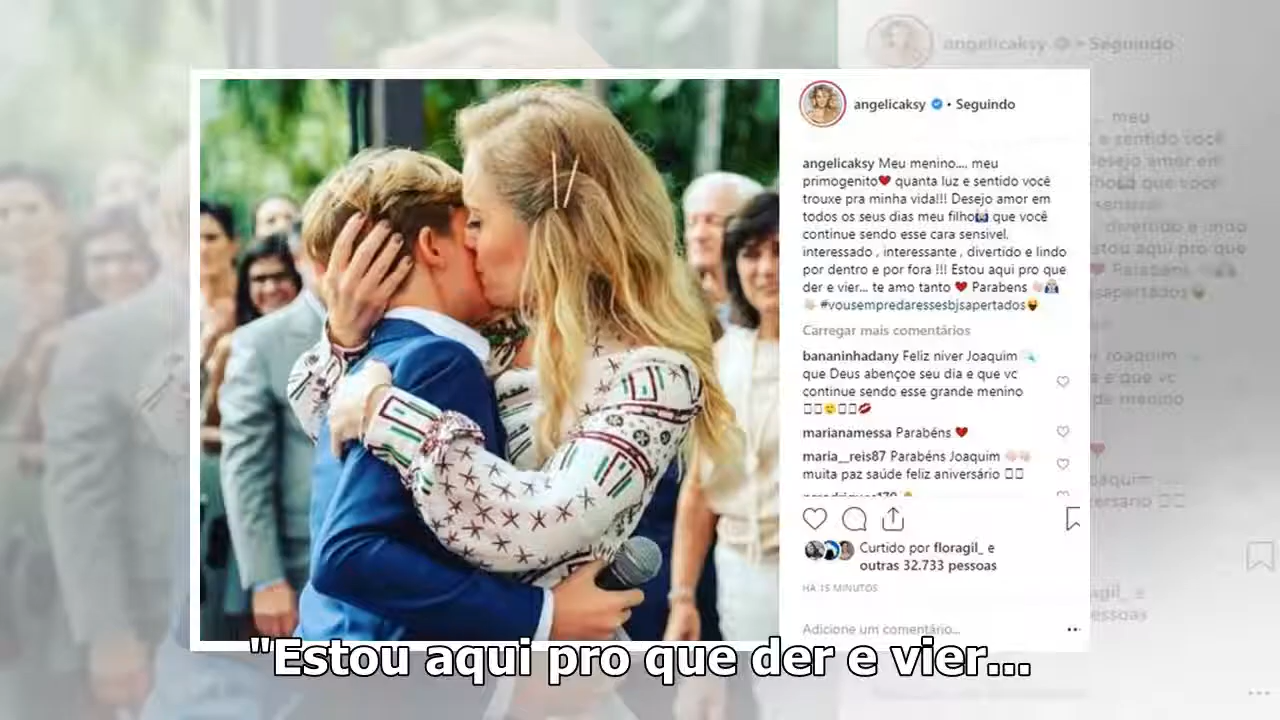 angelicaksy • Seguindo
angelicaksy Meu menino.... meu
primogenito❤️ quanta luz e sentido você
trouxe pra minha vida!!! Desejo amor em
todos os seus dias meu filho que você
continue sendo esse cara sensivel,
interessado , interessante , divertido e lindo
por dentro e por fora !!! Estou aqui pro que
der e vier... te amo tanto ❤️ Parabens
#vousempredaressesbjsapertados
Carregar mais comentários
bananinhadany Feliz niver Joaquim
que Deus abençoe seu dia e que vc
continue sendo esse grande menino
marianamessa Parabéns ❤️
maria__reis87 Parabéns Joaquim
muita paz saúde feliz aniversário
Curtido por floragil_ e
outras 32.733 pessoas
HÁ 15 MINUTOS
Adicione um comentário...
"Estou aqui pro que der e vier...